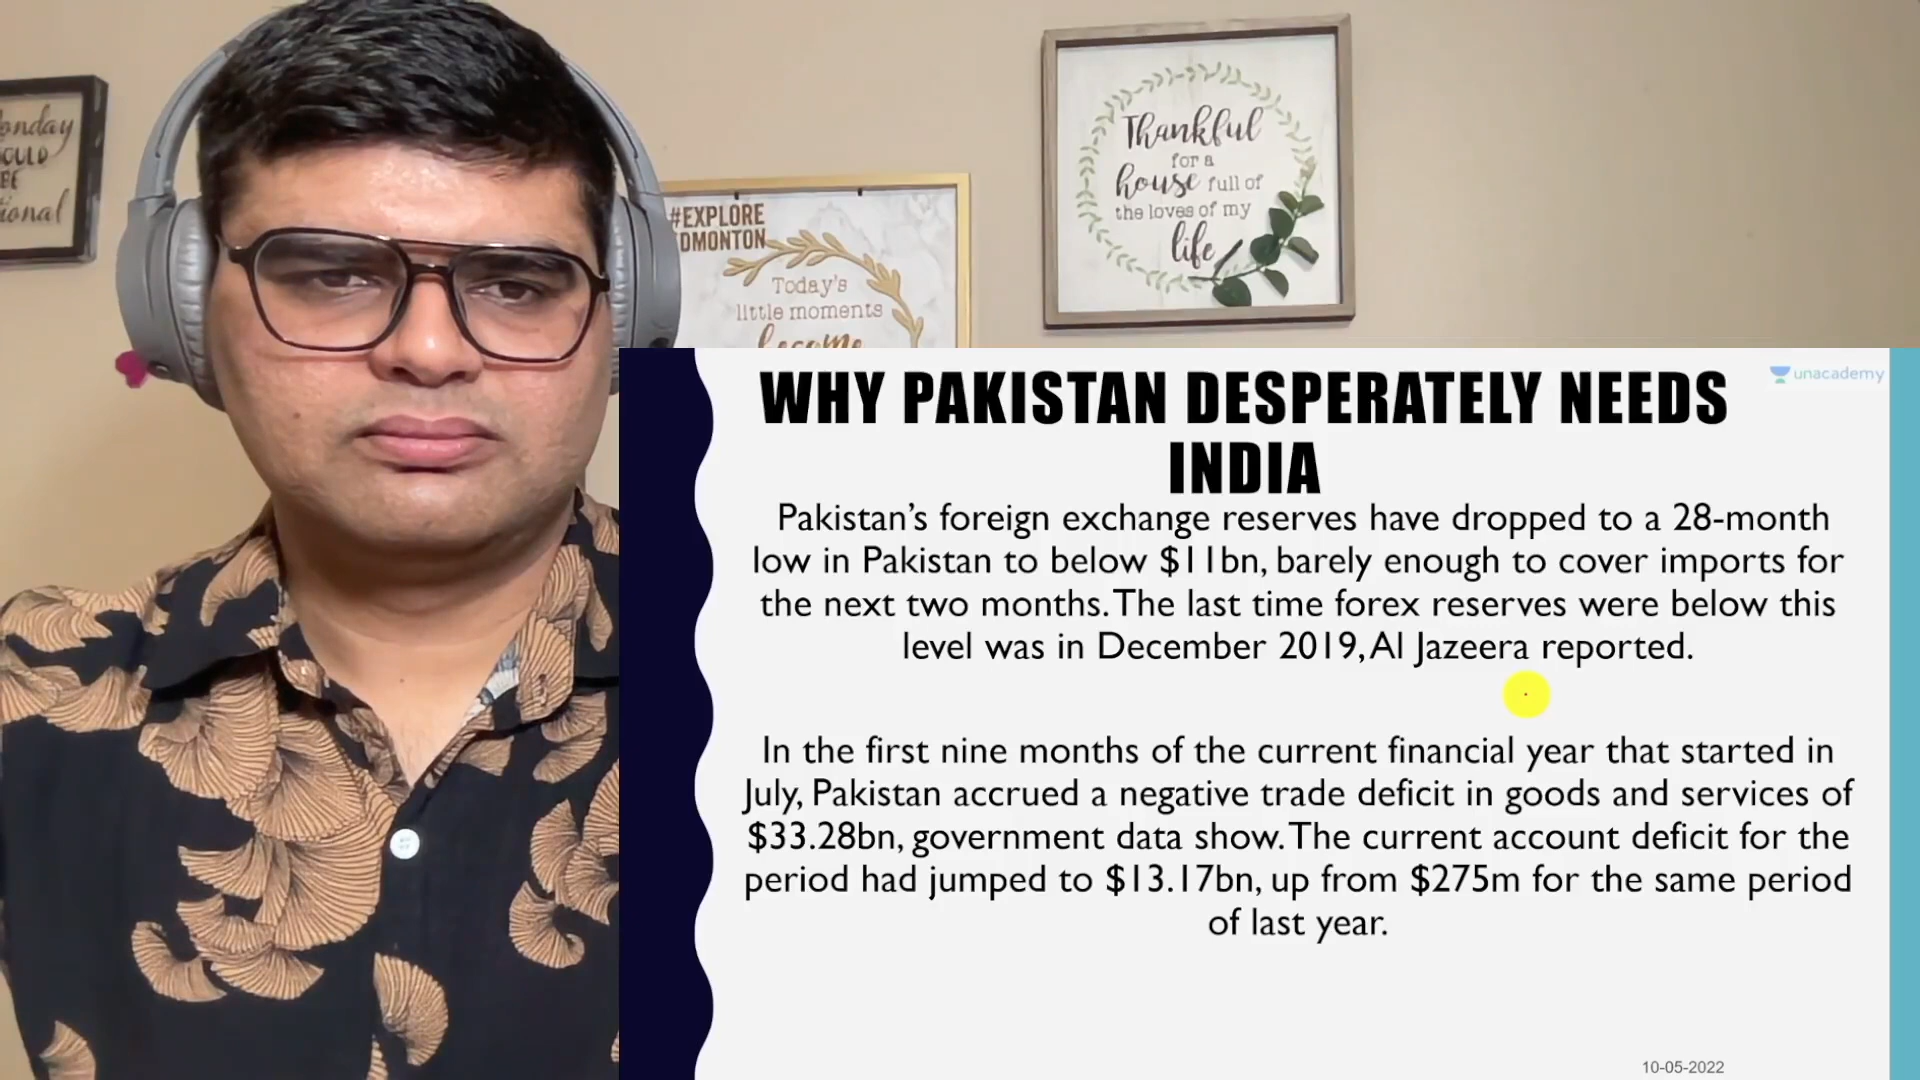 onday
OULD
BE
ional
#EXPLORE
EDMONTON
Today's
little moments
become
Thankful
for a
house full of
the loves of my
life
unacademy
WHY PAKISTAN DESPERATELY NEEDS
INDIA
Pakistan's foreign exchange reserves have dropped to a 28-month
low in Pakistan to below $11bn, barely enough to cover imports for
the next two months. The last time forex reserves were below this
level was in December 2019, Al Jazeera reported.
In the first nine months of the current financial year that started in
July, Pakistan accrued a negative trade deficit in goods and services of
$33.28bn, government data show. The current account deficit for the
period had jumped to $13.17bn, up from $275m for the same period
of last year.
10-05-2022